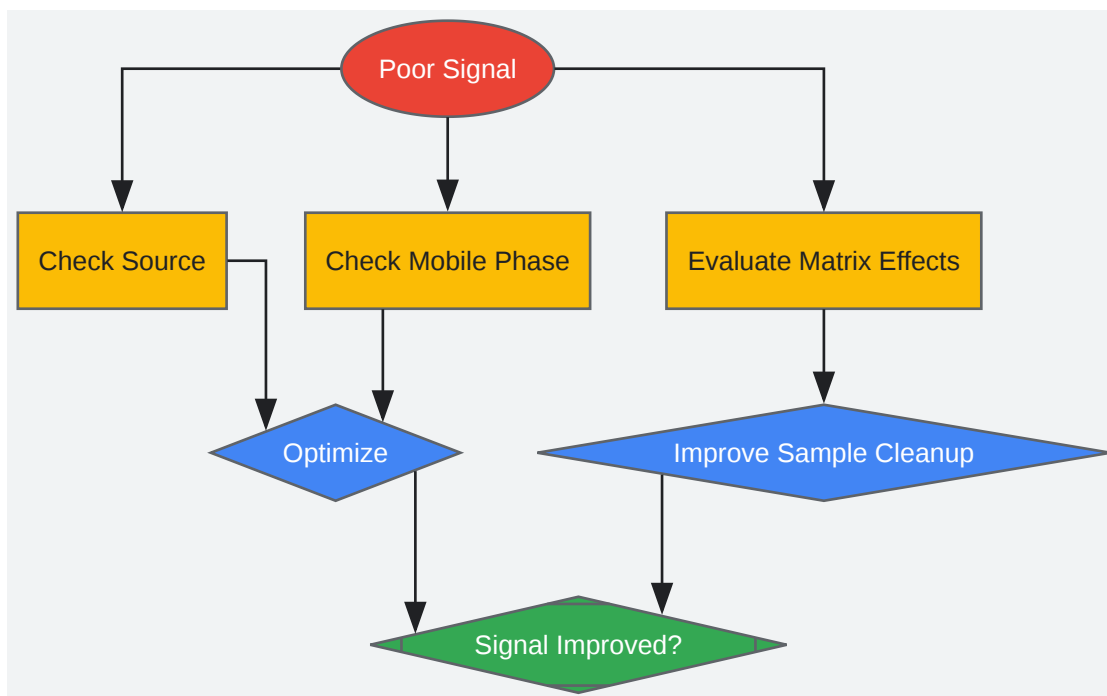 Poor Signal
Check Source
Check Mobile Phase
Evaluate Matrix Effects
Optimize
Improve Sample Cleanup
Signal Improved?